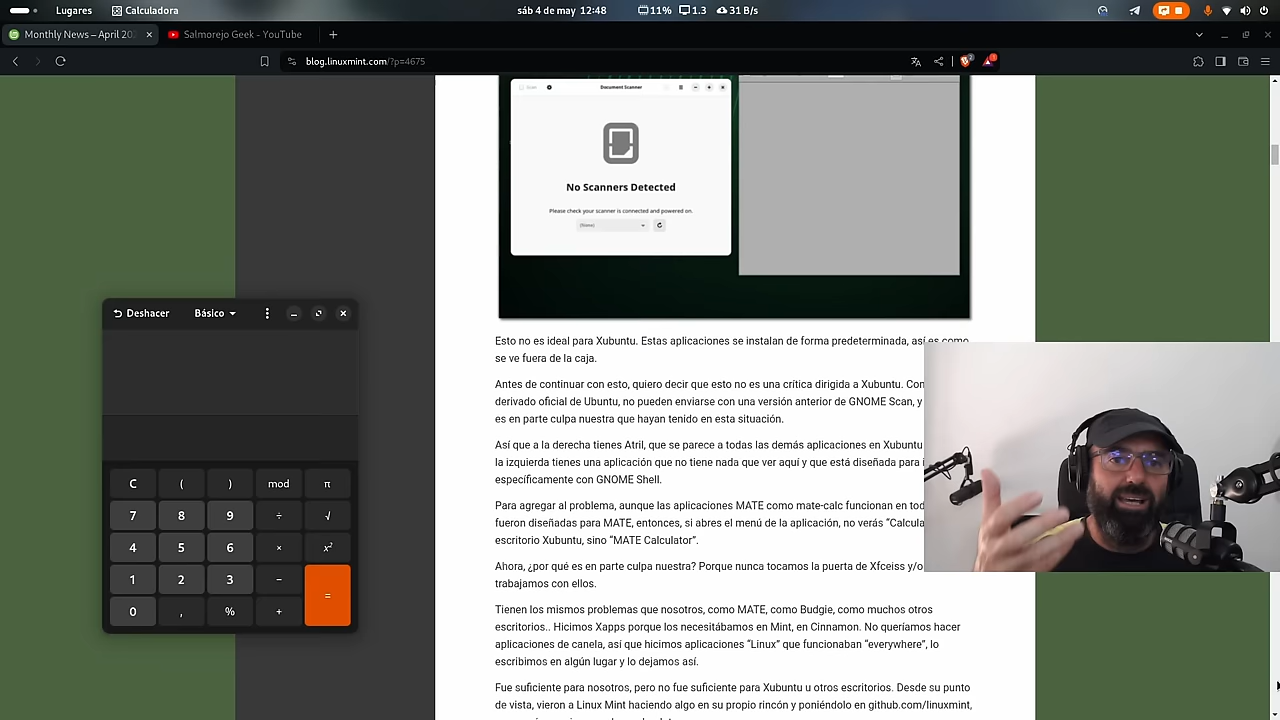 Lugares
Calculadora
sáb 4 de may 12:48
11%
1.3
31 B/s
Monthly News – April 202
Salmorejo Geek - YouTube
blog.linuxmint.com/?p=4675
Scan
Document Scanner
No Scanners Detected
Please check your scanner is connected and powered on.
(None)
Esto no es ideal para Xubuntu. Estas aplicaciones se instalan de forma predeterminada, así es como
se ve fuera de la caja.
Antes de continuar con esto, quiero decir que esto no es una crítica dirigida a Xubuntu.
derivado oficial de Ubuntu, no pueden enviarse con una versión anterior de GNOME Scan, y
es en parte culpa nuestra que hayan tenido en esta situación.
Así que a la derecha tienes Atril, que se parece a todas las demás aplicaciones en Xubuntu
la izquierda tienes una aplicación que no tiene nada que ver aquí y que está diseñada para
específicamente con GNOME Shell.
Para agregar al problema, aunque las aplicaciones MATE como mate-calc funcionan en
fueron diseñadas para MATE, entonces, si abres el menú de la aplicación, no verás
escritorio Xubuntu, sino “MATE Calculator”.
Ahora, ¿por qué es en parte culpa nuestra? Porque nunca tocamos la puerta de Xfceiss y/o
trabajamos con ellos.
Tienen los mismos problemas que nosotros, como MATE, como Budgie, como muchos otros
escritorios.. Hicimos Xapps porque los necesitábamos en Mint, en Cinnamon. No queríamos hacer
aplicaciones de canela, así que hicimos aplicaciones “Linux” que funcionaban “everywhere”, lo
escribimos en algún lugar y lo dejamos así.
Fue suficiente para nosotros, pero no fue suficiente para Xubuntu u otros escritorios. Desde su punto
de vista, vieron a Linux Mint haciendo algo en su propio rincón y poniéndolo en github.com/linuxmint,
Deshacer
Básico
C ( ) mod π
7 8 9 ÷ √
4 5 6 × x²
1 2 3 − =
0 , % +